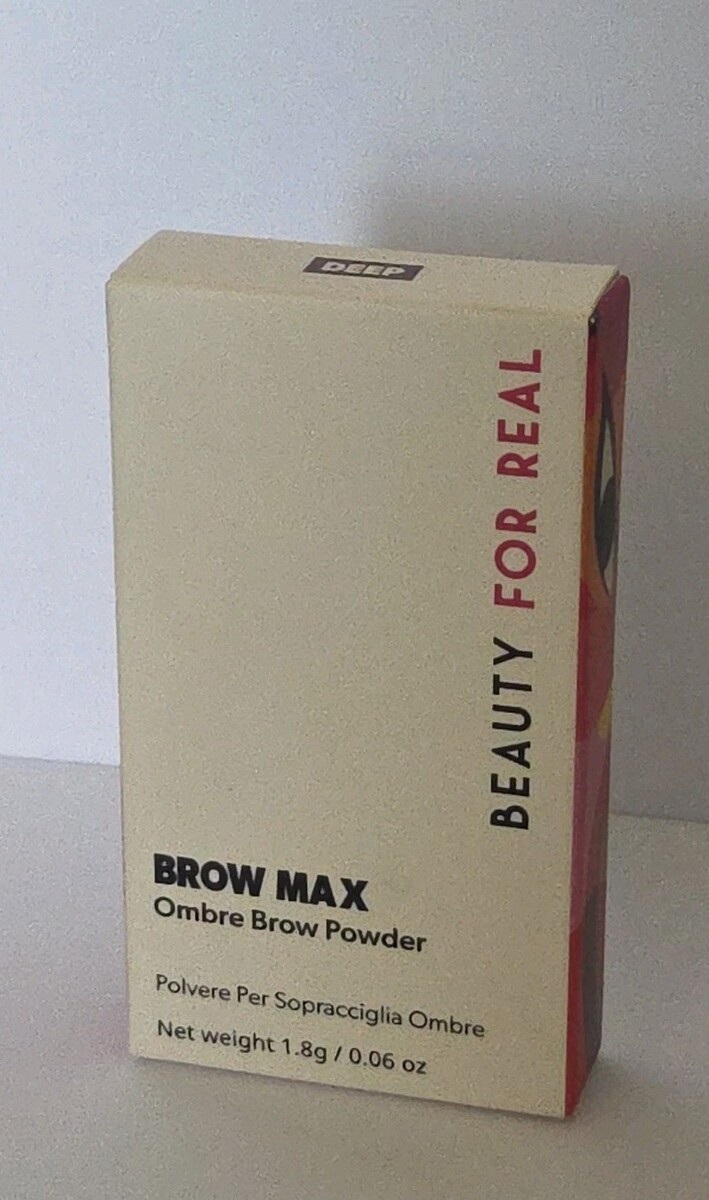 DEEP
BEAUTY FOR REAL
BROW MAX
Ombre Brow Powder
Polvere Per Sopracciglia Ombre
Net weight 1.8g / 0.06 oz